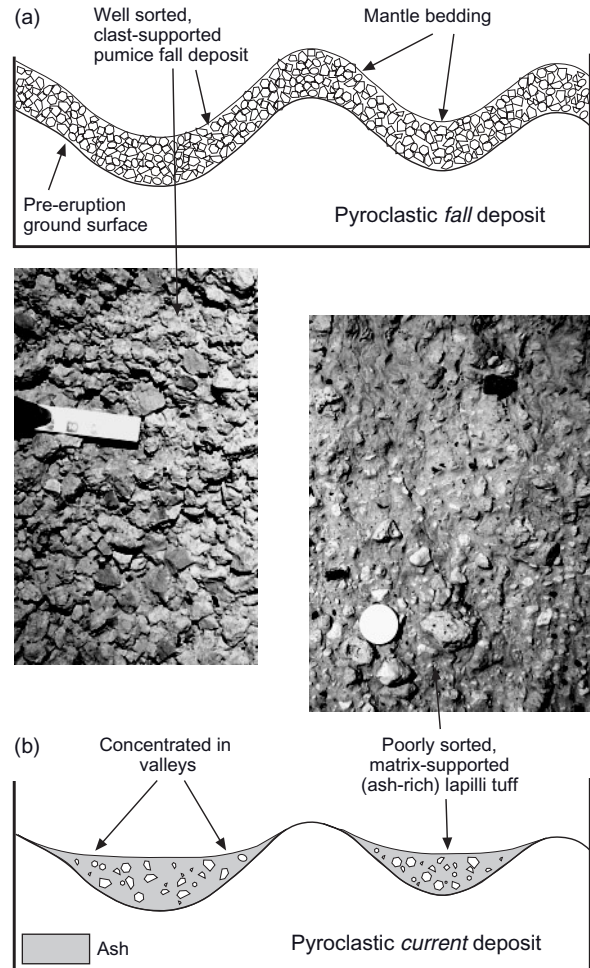 (a)
Well sorted,
clast-supported
pumice fall deposit
Mantle bedding
Pre-eruption
ground surface
Pyroclastic fall deposit
(b)
Concentrated in
valleys
Poorly sorted,
matrix-supported
(ash-rich) lapilli tuff
Ash
Pyroclastic current deposit